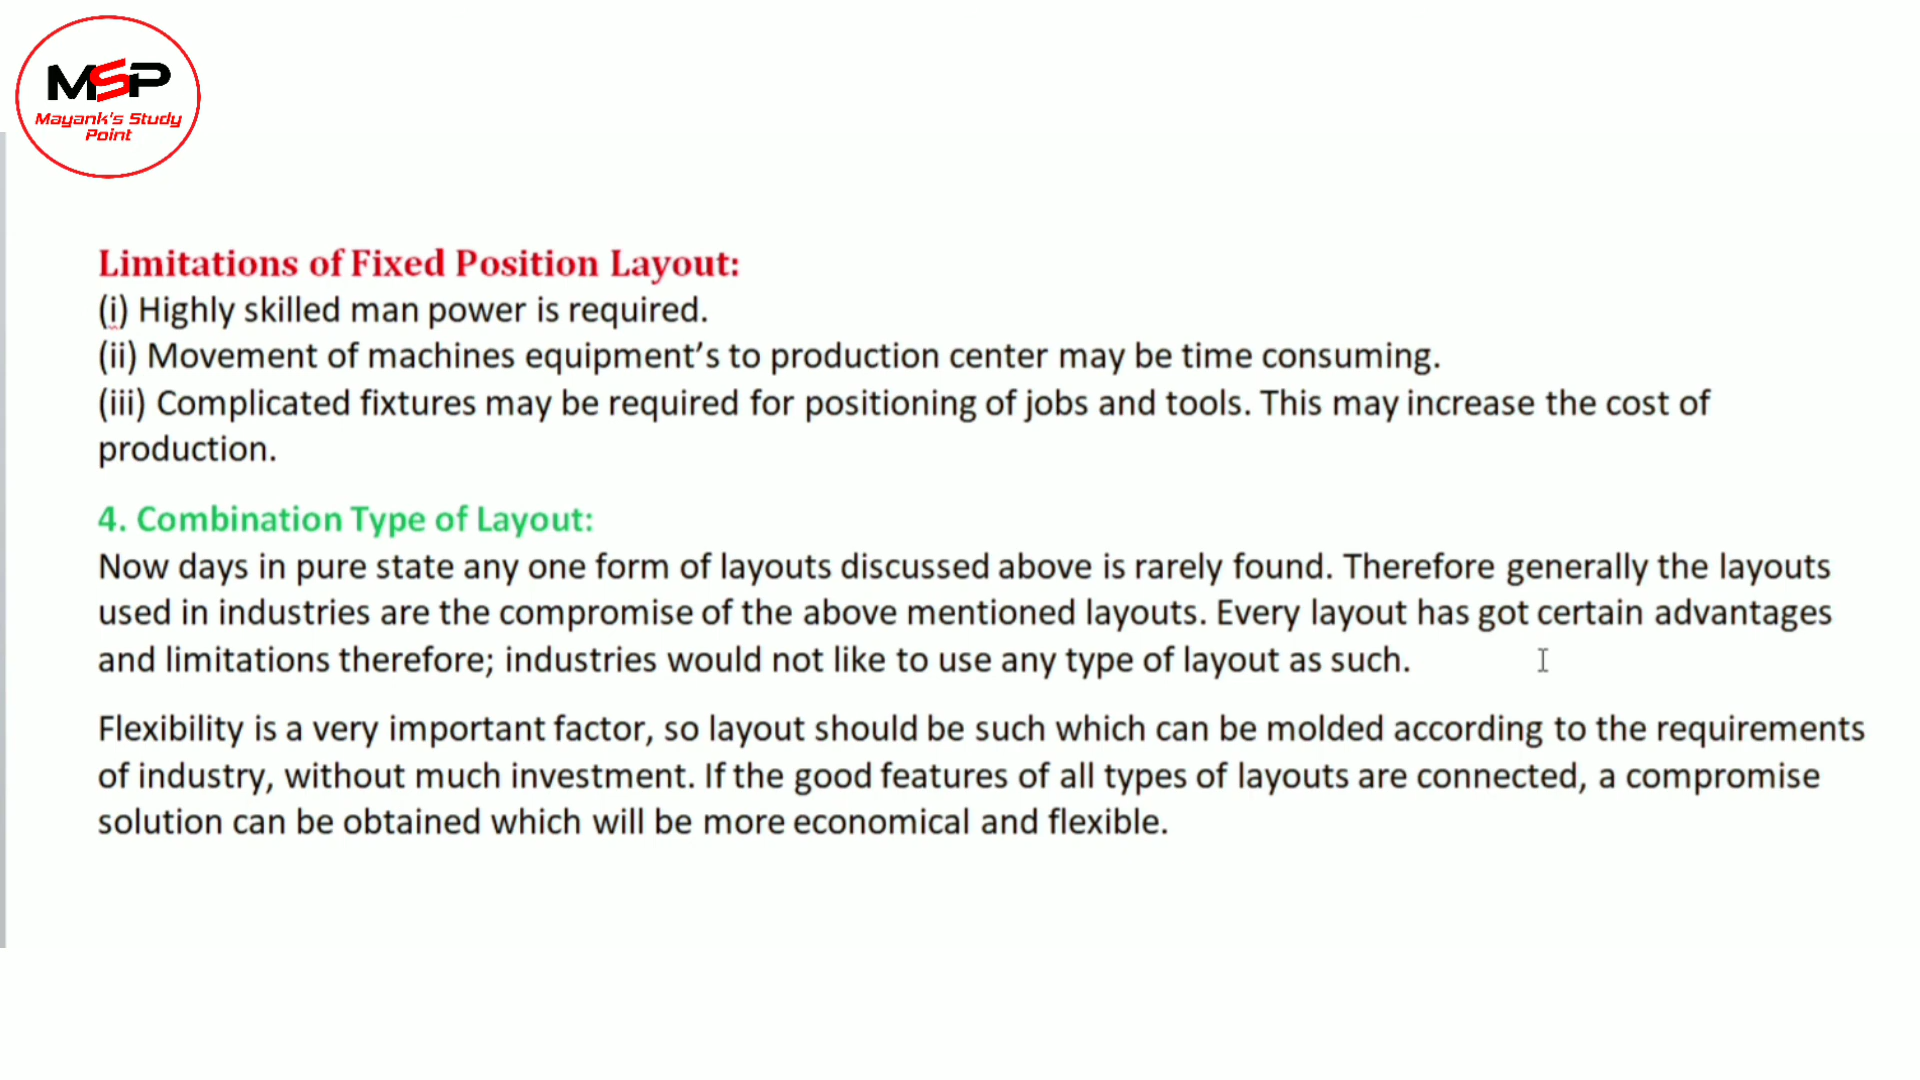 MSP
Mayank's Study
Point
Limitations of Fixed Position Layout:
(i) Highly skilled man power is required.
(ii) Movement of machines equipment’s to production center may be time consuming.
(iii) Complicated fixtures may be required for positioning of jobs and tools. This may increase the cost of
production.
4. Combination Type of Layout:
Now days in pure state any one form of layouts discussed above is rarely found. Therefore generally the layouts
used in industries are the compromise of the above mentioned layouts. Every layout has got certain advantages
and limitations therefore; industries would not like to use any type of layout as such.
Flexibility is a very important factor, so layout should be such which can be molded according to the requirements
of industry, without much investment. If the good features of all types of layouts are connected, a compromise
solution can be obtained which will be more economical and flexible.